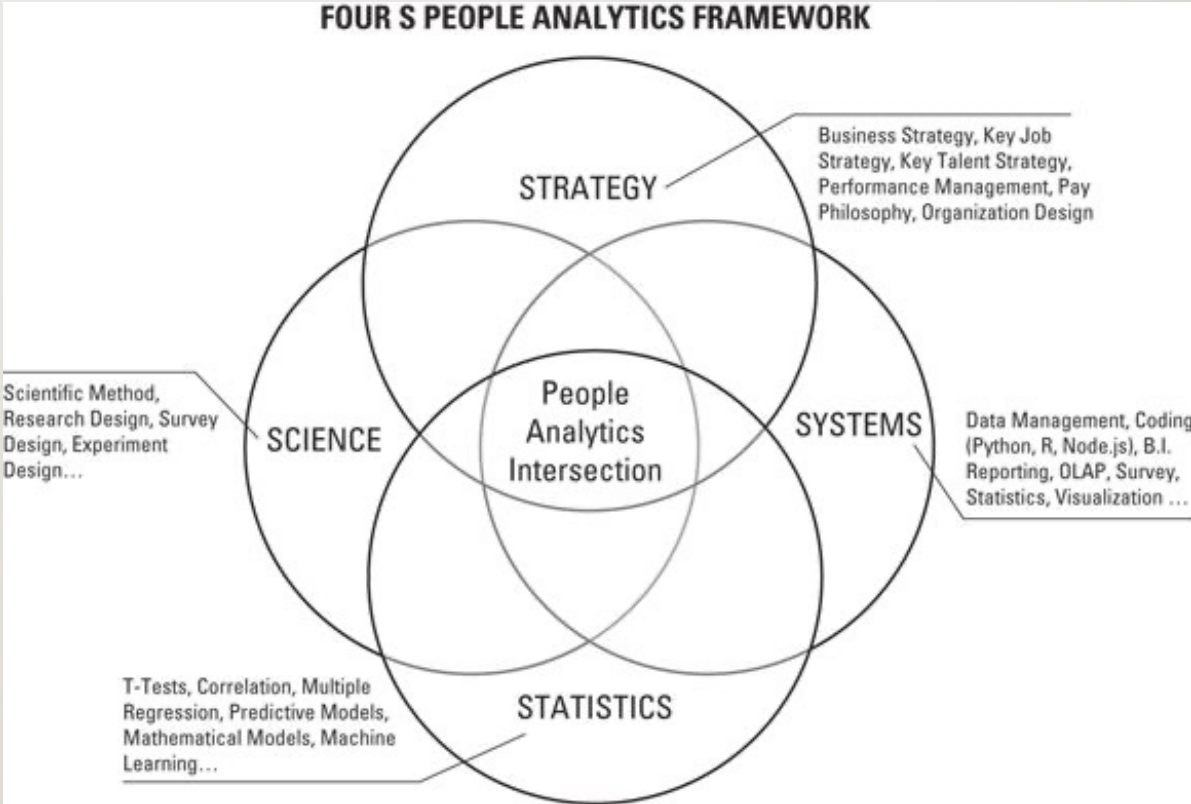 FOUR S PEOPLE ANALYTICS FRAMEWORK
STRATEGY
Business Strategy, Key Job
Strategy, Key Talent Strategy,
Performance Management, Pay
Philosophy, Organization Design
Scientific Method,
Research Design, Survey
Design, Experiment
Design…
SCIENCE
People
Analytics
Intersection
SYSTEMS
Data Management, Coding
(Python, R, Node.js), B.I.
Reporting, OLAP, Survey,
Statistics, Visualization …
T-Tests, Correlation, Multiple
Regression, Predictive Models,
Mathematical Models, Machine
Learning…
STATISTICS